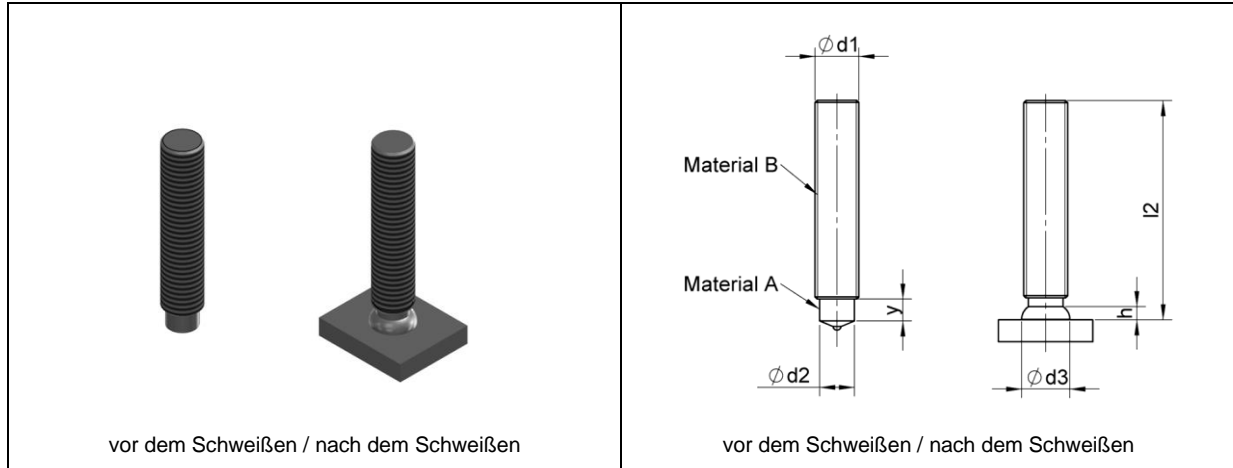 vor dem Schweißen / nach dem Schweißen
∅ d1
Material B
Material A
y
∅ d2
l2
h
∅ d3
vor dem Schweißen / nach dem Schweißen